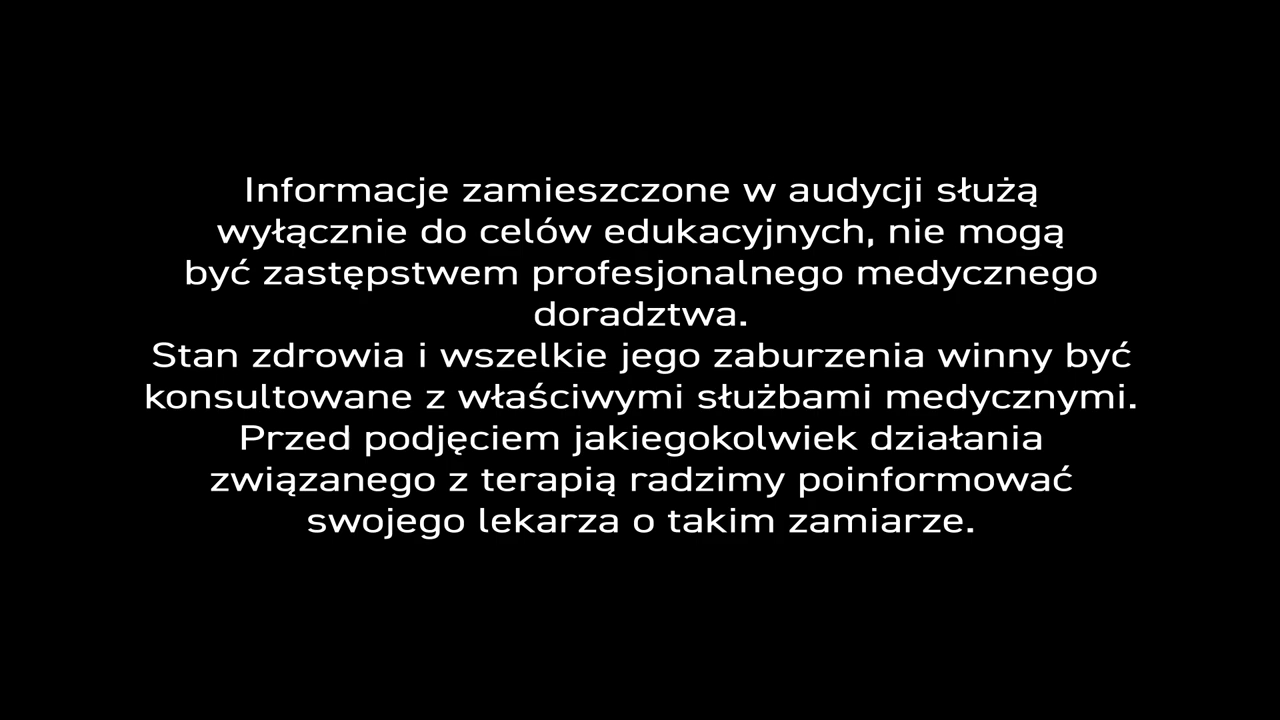 Informacje zamieszczone w audycji służą
wyłącznie do celów edukacyjnych, nie mogą
być zastępstwem profesjonalnego medycznego
doradztwa.
Stan zdrowia i wszelkie jego zaburzenia winny być
konsultowane z właściwymi służbami medycznymi.
Przed podjęciem jakiegokolwiek działania
związanego z terapią radzimy poinformować
swojego lekarza o takim zamiarze.